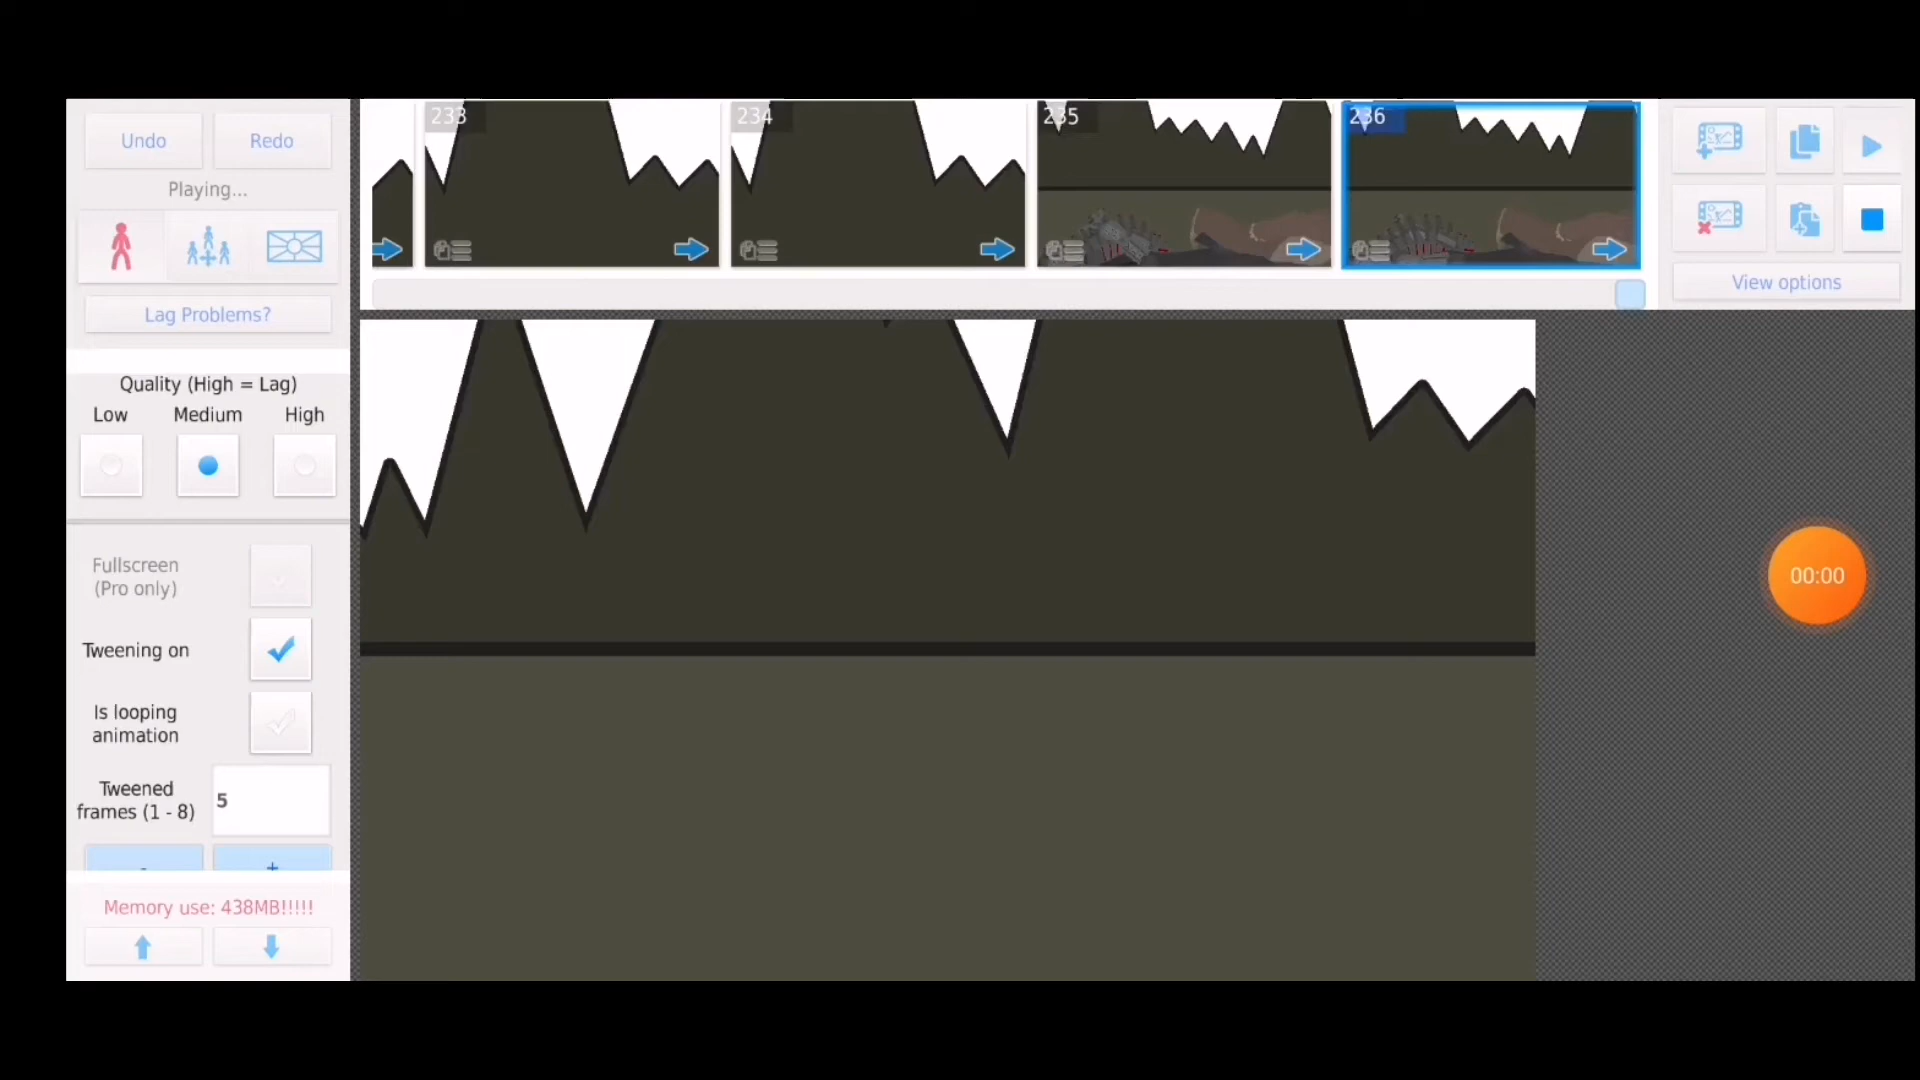 Undo
Redo
Playing...
Lag Problems?
Quality (High = Lag)
Low
Medium
High
Fullscreen
(Pro only)
Tweening on
Is looping
animation
Tweened
frames (1 - 8)
5
-
+
Memory use: 438MB!!!!!
233
234
235
236
View options
00:00